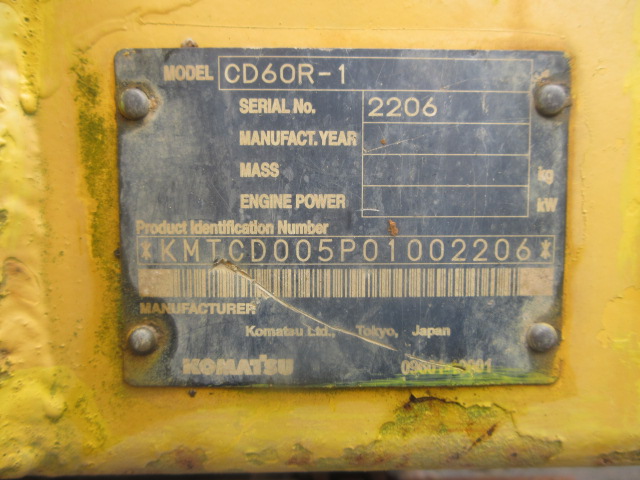 MODEL CD60R-1
SERIAL No. 2206
MANUFACT.YEAR
MASS kg
ENGINE POWER kW
Product Identification Number
*KMTCD005P01002206*
MANUFACTURER
Komatsu Ltd., Tokyo, Japan
KOMATSU